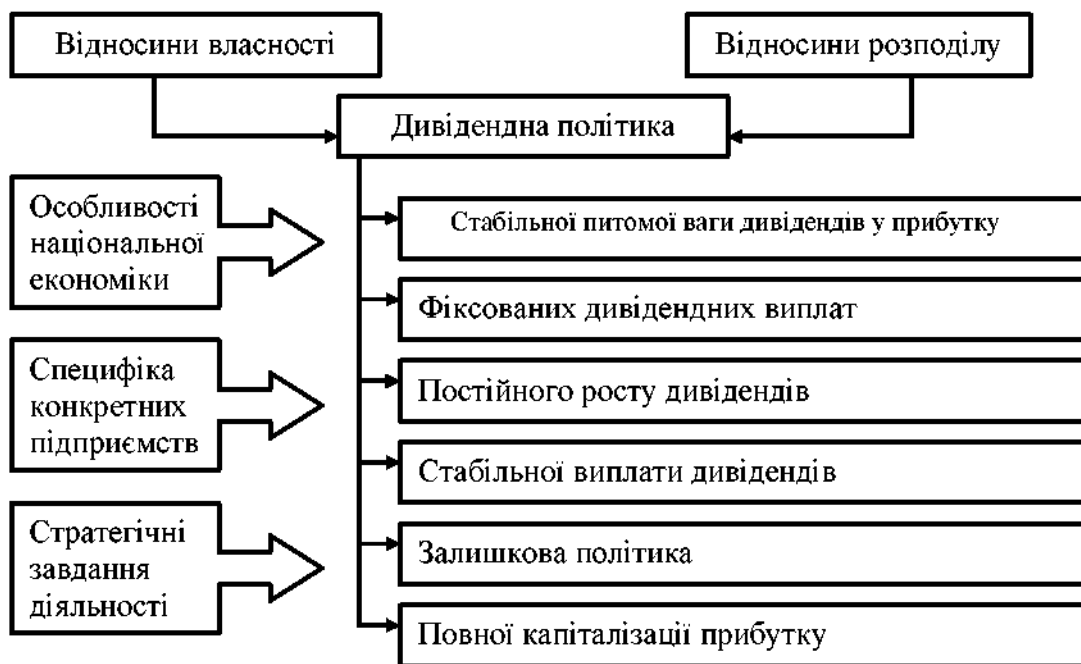 Відносини власності
Відносини розподілу
Дивідендна політика
Особливості
національної
економіки
Специфіка
конкретних
підприємств
Стратегічні
завдання
діяльності
Стабільної питомої ваги дивідендів у прибутку
Фіксованих дивідендних виплат
Постійного росту дивідендів
Стабільної виплати дивідендів
Залишкова політика
Повної капіталізації прибутку